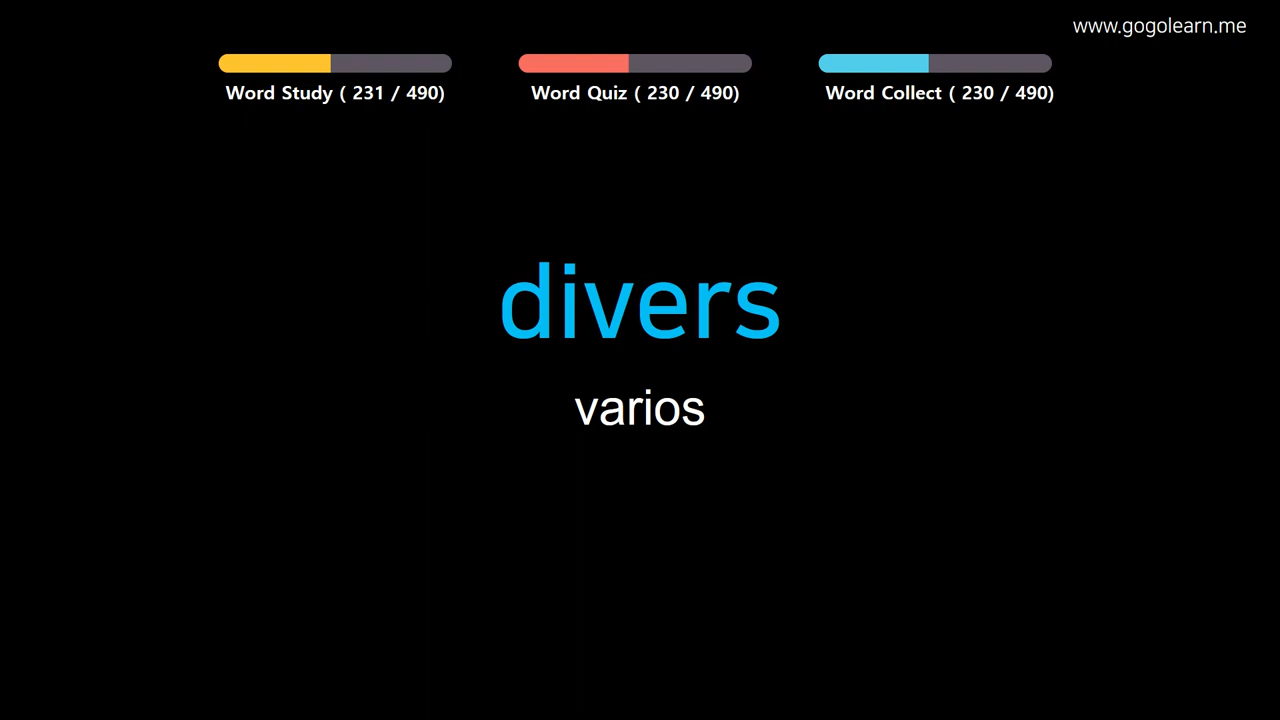 www.gogolearn.me
Word Study ( 231 / 490)
Word Quiz ( 230 / 490)
Word Collect ( 230 / 490)
divers
varios